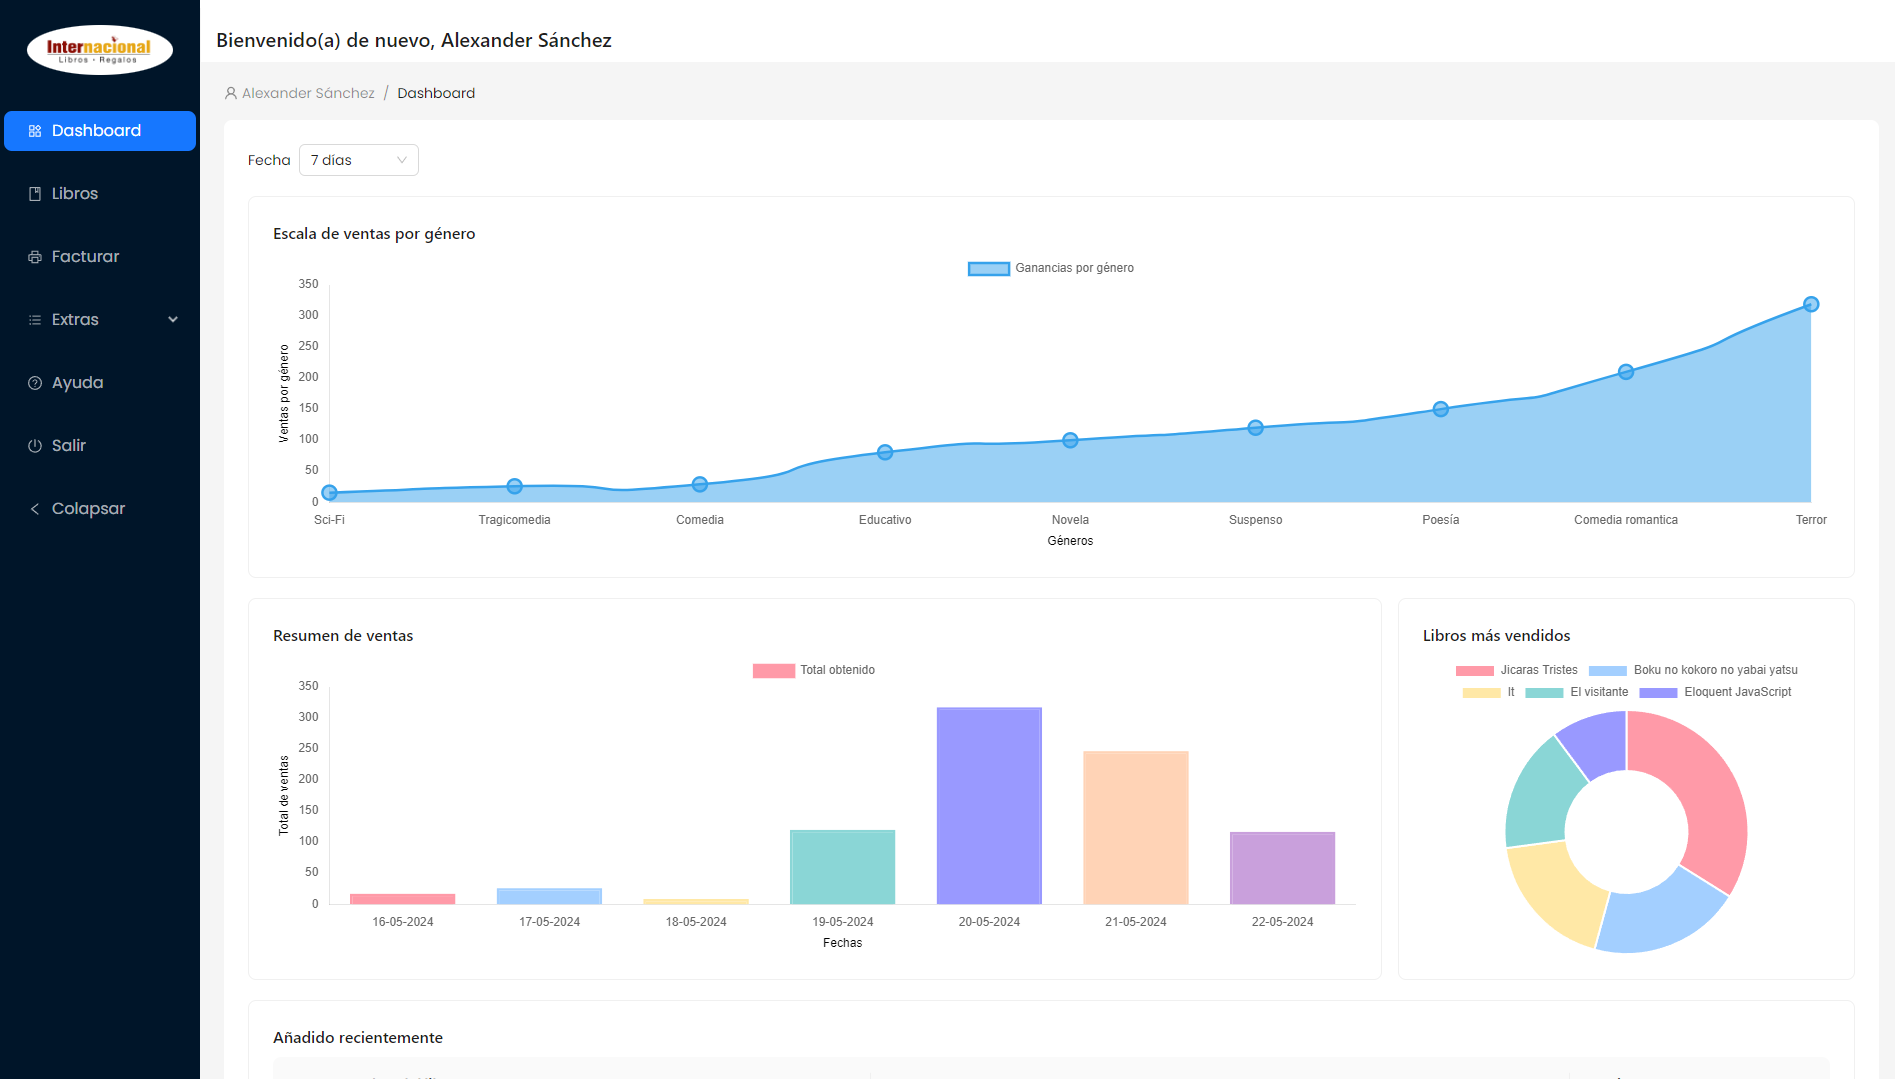 Internacional
Libros - Regalos
Bienvenido(a) de nuevo, Alexander Sánchez
Alexander Sánchez / Dashboard
Dashboard
Libros
Facturar
Extras
Ayuda
Salir
Colapsar
Fecha 7 días
Escala de ventas por género
Ganancias por género
350
300
250
200
150
100
50
0
Ventas por género
Sci-Fi Tragicomedia Comedia Educativo Novela Suspenso Poesía Comedia romantica Terror
Géneros
Resumen de ventas
Total obtenido
350
300
250
200
150
100
50
0
Total de ventas
16-05-2024 17-05-2024 18-05-2024 19-05-2024 20-05-2024 21-05-2024 22-05-2024
Fechas
Libros más vendidos
Jicaras Tristes Boku no kokoro no yabai yatsu
It El visitante Eloquent JavaScript
Añadido recientemente